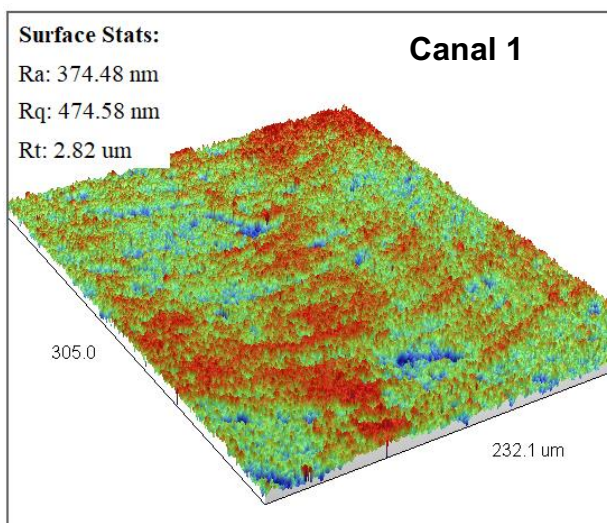 Surface Stats:
Canal 1
Ra: 374.48 nm
Rq: 474.58 nm
Rt: 2.82 um
305.0
232.1 um